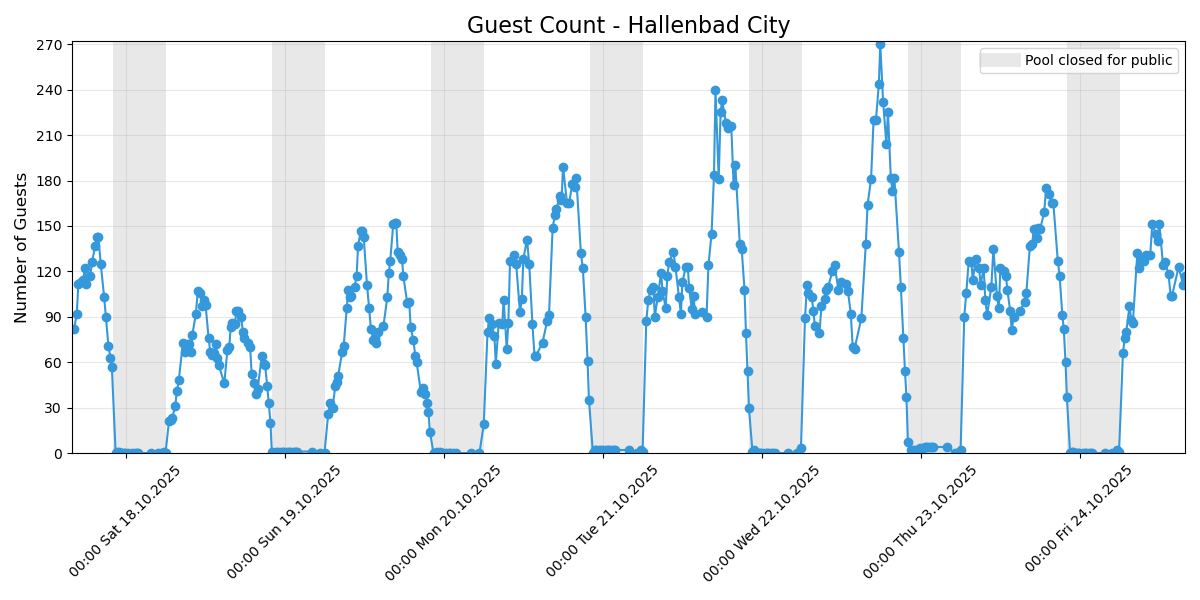 Guest Count - Hallenbad City
Pool closed for public
Number of Guests
270
240
210
180
150
120
90
60
30
0
00:00 Sat 18.10.2025
00:00 Sun 19.10.2025
00:00 Mon 20.10.2025
00:00 Tue 21.10.2025
00:00 Wed 22.10.2025
00:00 Thu 23.10.2025
00:00 Fri 24.10.2025